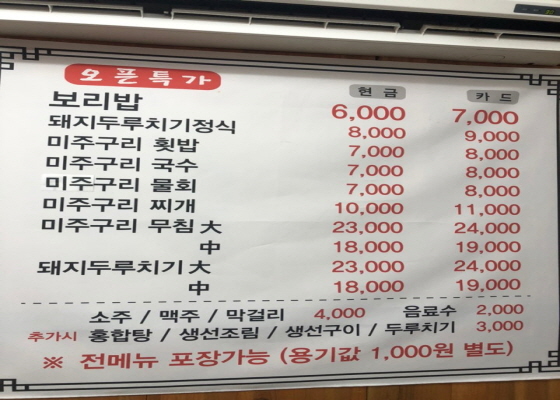 오픈특가
현금 카드
보리밥 6,000 7,000
돼지두루치기정식 8,000 9,000
미주구리 횟밥 7,000 8,000
미주구리 국수 7,000 8,000
미주구리 물회 7,000 8,000
미주구리 찌개 10,000 11,000
미주구리 무침 大 23,000 24,000
中 18,000 19,000
돼지두루치기 大 23,000 24,000
中 18,000 19,000
소주 / 맥주 / 막걸리 4,000 음료수 2,000
추가시 홍합탕 / 생선조림 / 생선구이 / 두루치기 3,000
※ 전메뉴 포장가능 (용기값 1,000원 별도)